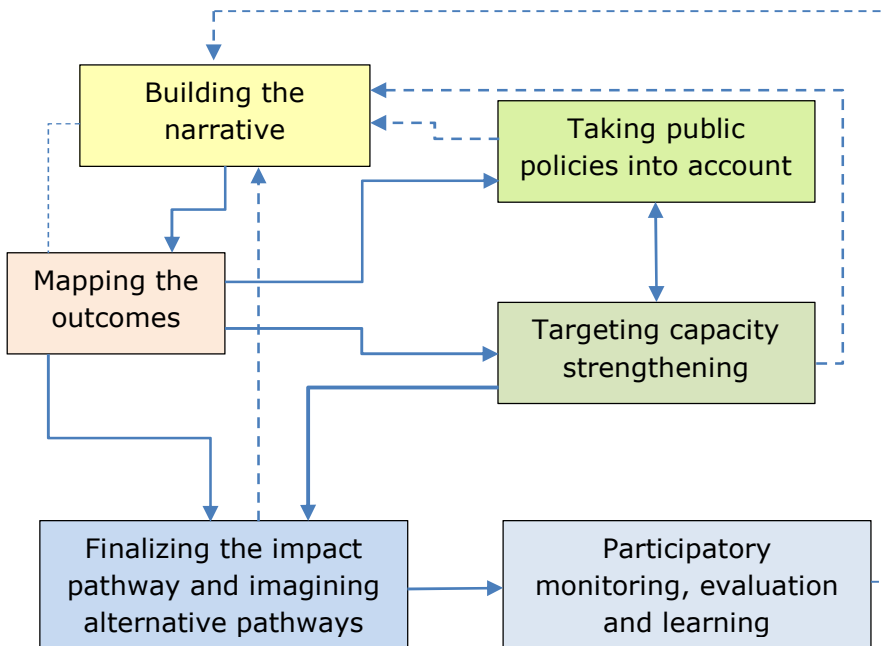 Building the
narrative
Taking public
policies into account
Mapping the
outcomes
Targeting capacity
strengthening
Finalizing the impact
pathway and imagining
alternative pathways
Participatory
monitoring, evaluation
and learning